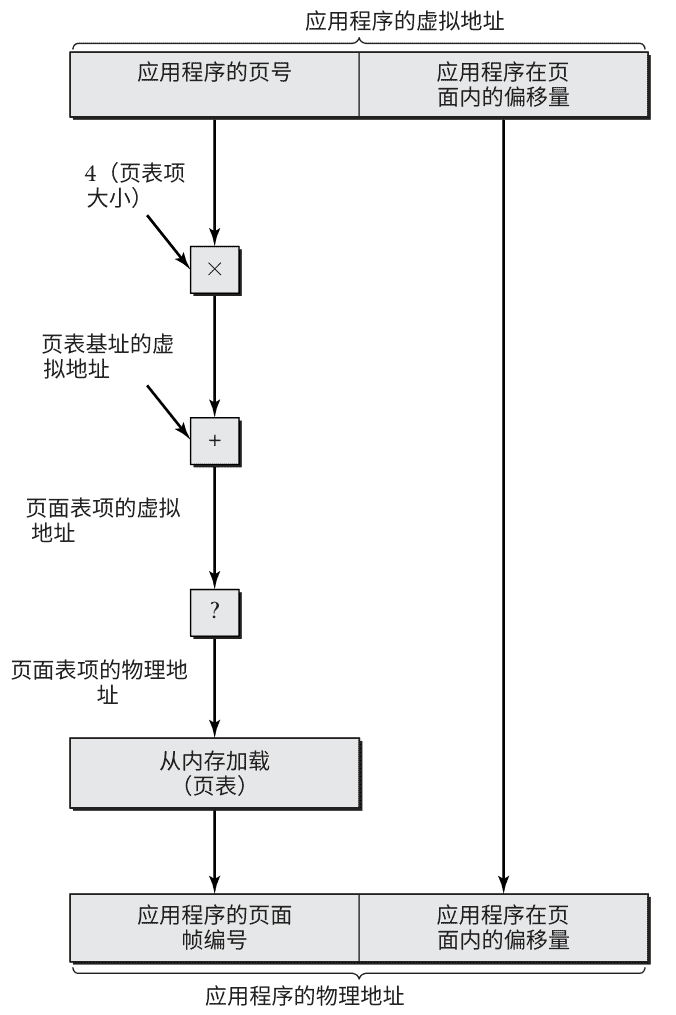 应用程序的虚拟地址
应用程序的页号
应用程序在页
面内的偏移量
4（页表项
大小）
×
页表基址的虚
拟地址
+
页面表项的虚拟
地址
?
页面表项的物理地
址
从内存加载
（页表）
应用程序的页面
帧编号
应用程序在页
面内的偏移量
应用程序的物理地址